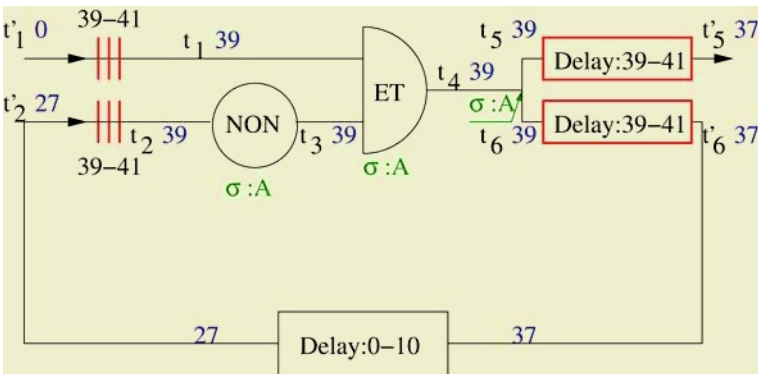 39-41
t'1 0
t1 39
t5 39
t'5 37
Delay:39-41
ET
t4 39
σ:A
t'2 27
t2 39
NON
t3 39
t6 39
Delay:39-41
t'6 37
39-41
σ:A
σ:A
27
Delay:0-10
37